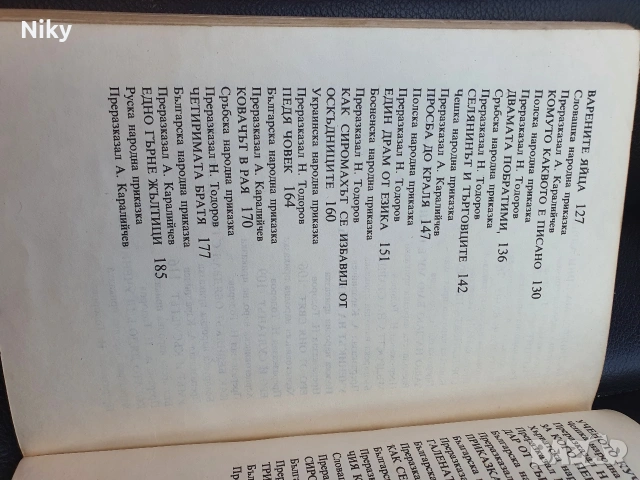 Niky
ВАРЕНИТЕ ЯЙЦА 127
Словашка народна приказка
Преразказал А. Каралийчев
КОМУТО КАКВОТО Е ПИСАНО 130
Полска народна приказка
Преразказал Н. Тодоров
ДВАМАТА ПОБРАТИМИ, 136
Сръбска народна приказка
Преразказал Н. Тодоров
СЕЛЯНИНЪТ И ТЪРГОВЦИТЕ 142
Чешка народна приказка
Преразказал А. Каралийчев
ПРОСБА ДО КРАЛЯ 147
Полска народна приказка
Преразказал Н. Тодоров
ЕДИН ДРАМ ОТ ЕЗИКА 151
Босненска народна приказка
Преразказал Н. Тодоров
КАК СИРОМАХЪТ СЕ ИЗБАВИЛ ОТ
ОСКЪДНИЦИТЕ 160
Украинска народна приказка
Преразказал Н. Тодоров
ПЕДЯ ЧОВЕК 164
Българска народна приказка
Преразказал А. Каралийчев
КОВАЧЪТ В РАЯ 170
Сръбска народна приказка
Преразказал Н. Тодоров
ЧЕТИРИМАТА БРАТЯ 177
Българска народна приказка
Преразказал А. Каралийчев
ЕДНО ГЪРНЕ ЖЪЛТИЦИ 185
Руска народна приказка
Преразказал А. Каралийчев